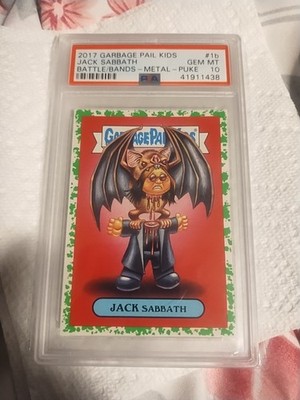 2017 GARBAGE PAIL KIDS #1b
JACK SABBATH GEM MT
BATTLE/BANDS-METAL-PUKE 10
PSA 41911438
GARBAGE PAIL KIDS
JACK SABBATH